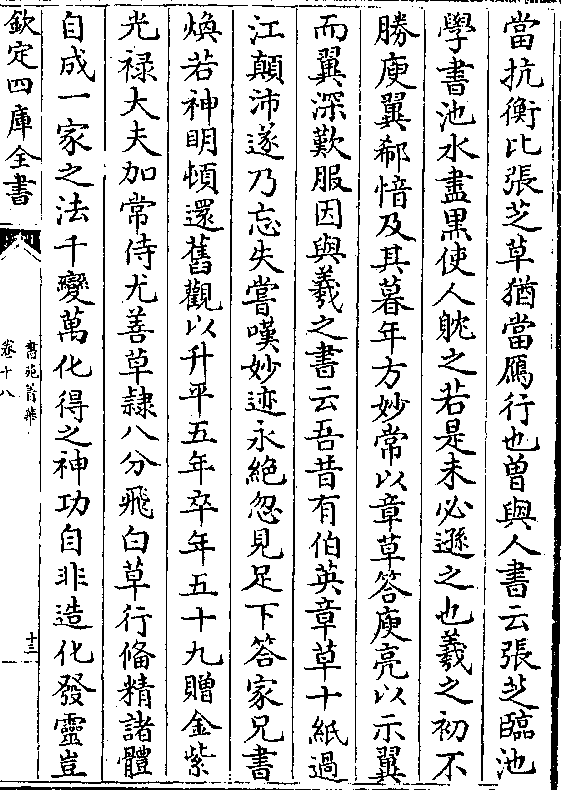 當抗衡比張芝草猶當鴈行也曽與人書云張芝臨池
學書池水盡黒使人躭之若是未必遜之也羲之初不
勝庾翼郗愔及其暮年方妙常以章草答庾亮以示翼
而翼深歎服因與羲之書云吾昔有伯英章草十紙過
江顛沛遂乃忘失嘗嘆妙迹永絶忽見足下答家兄書
煥若神明頓還舊觀以升平五年卒年五十九贈金紫
光禄大夫加常侍尤善草隷八分飛白草行偹精諸體
自成一家之法千變萬化得之神功自非造化發靈豈
欽定四庫全書
書苑菁華
卷十八
十三